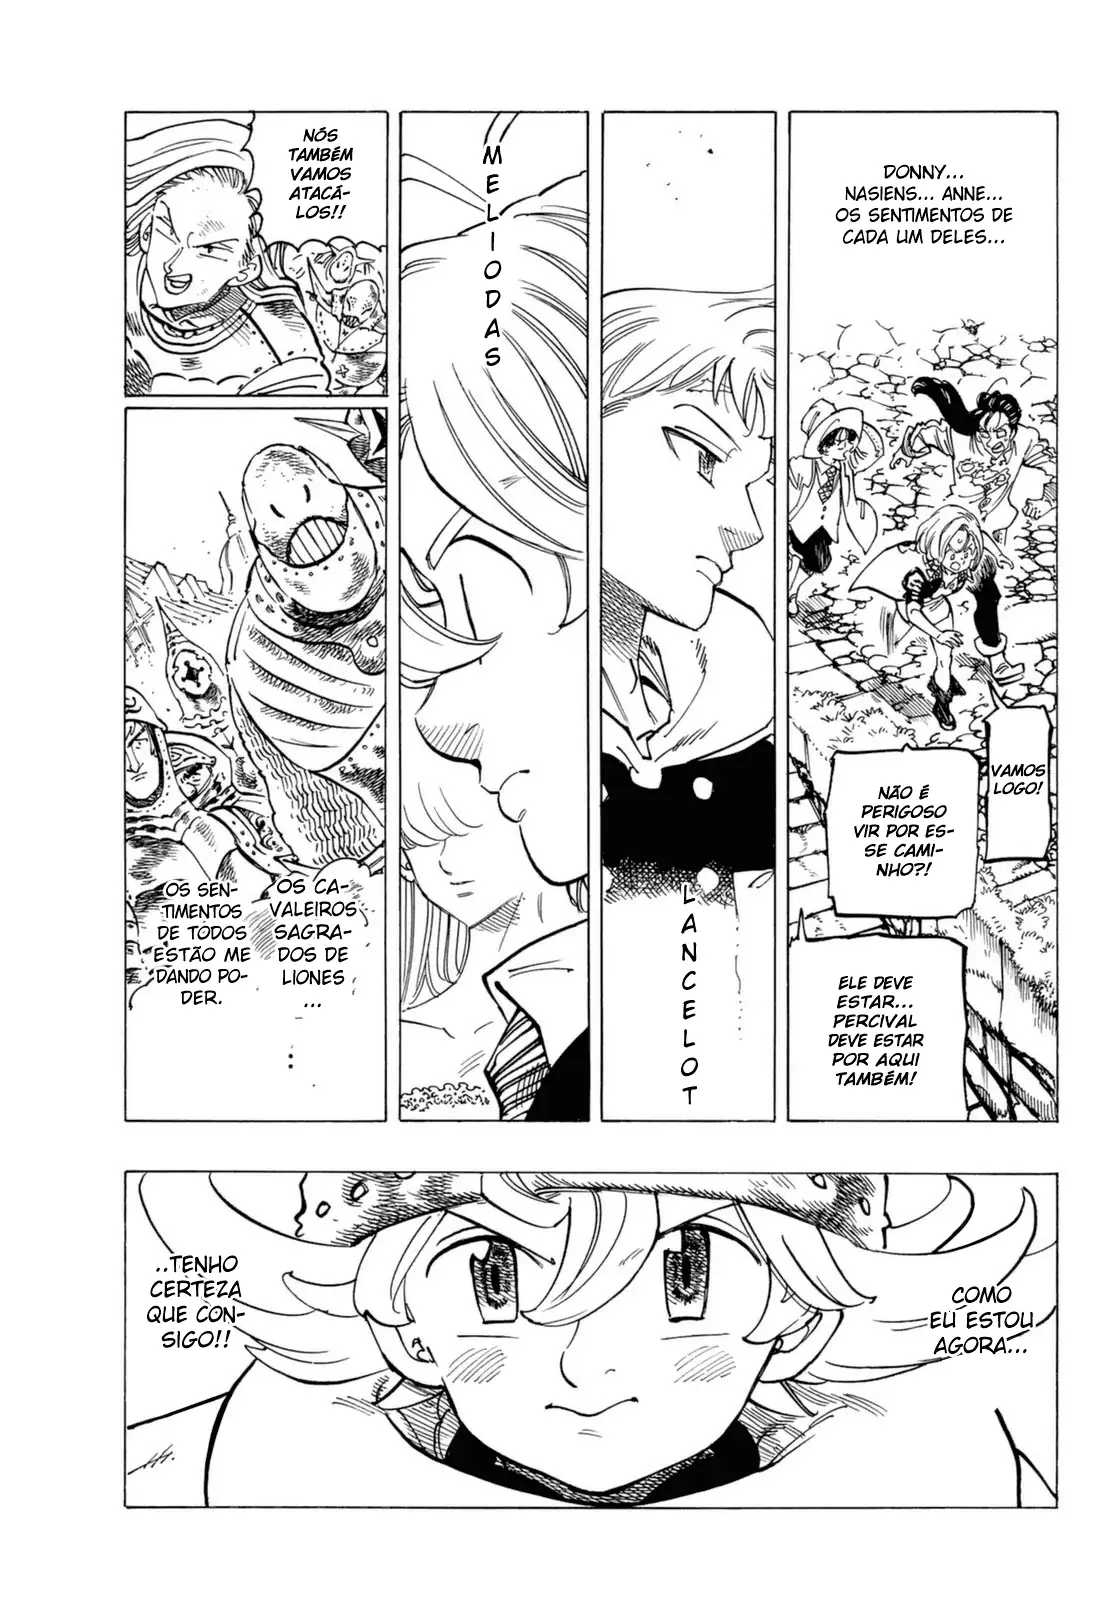 DONNY...
NASIENS... ANNE...
OS SENTIMENTOS DE
CADA UM DELES...
VAMOS
LOGO!
NÃO É
PERIGOSO
VIR POR ES-
SE CAMI-
NHO?!
ELE DEVE
ESTAR...
PERCIVAL
DEVE ESTAR
POR AQUI
TAMBÉM!
LANCELOT
MELIODAS
NÓS
TAMBÉM
VAMOS
ATACÁ-
LOS!!
OS CA-
VALEIROS
SAGRA-
DOS DE
LIONES
...
OS SEN-
TIMENTOS
DE TODOS
ESTÃO ME
DANDO PO-
DER.
COMO
EU ESTOU
AGORA...
..TENHO
CERTEZA
QUE CON-
SIGO!!